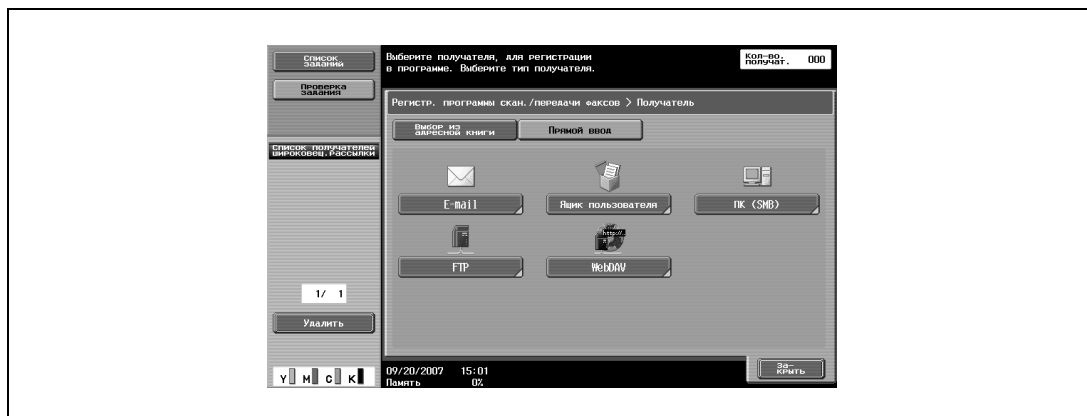 Список
заданий
Выберите получателя, для регистрации
в программе. Выберите тип получателя.
Кол-во.
получат. 000
Проверка
задания
Регистр. программы скан./передачи факсов > Получатель
Выбор из
адресной книги
Прямой ввод
Список получателей
широковещ.рассылки
E-mail
Ящик пользователя
ПК (SMB)
http://
FTP
WebDAV
1/ 1
Удалить
Y M C K
09/20/2007 15:01
Память 0%
За-
крыть